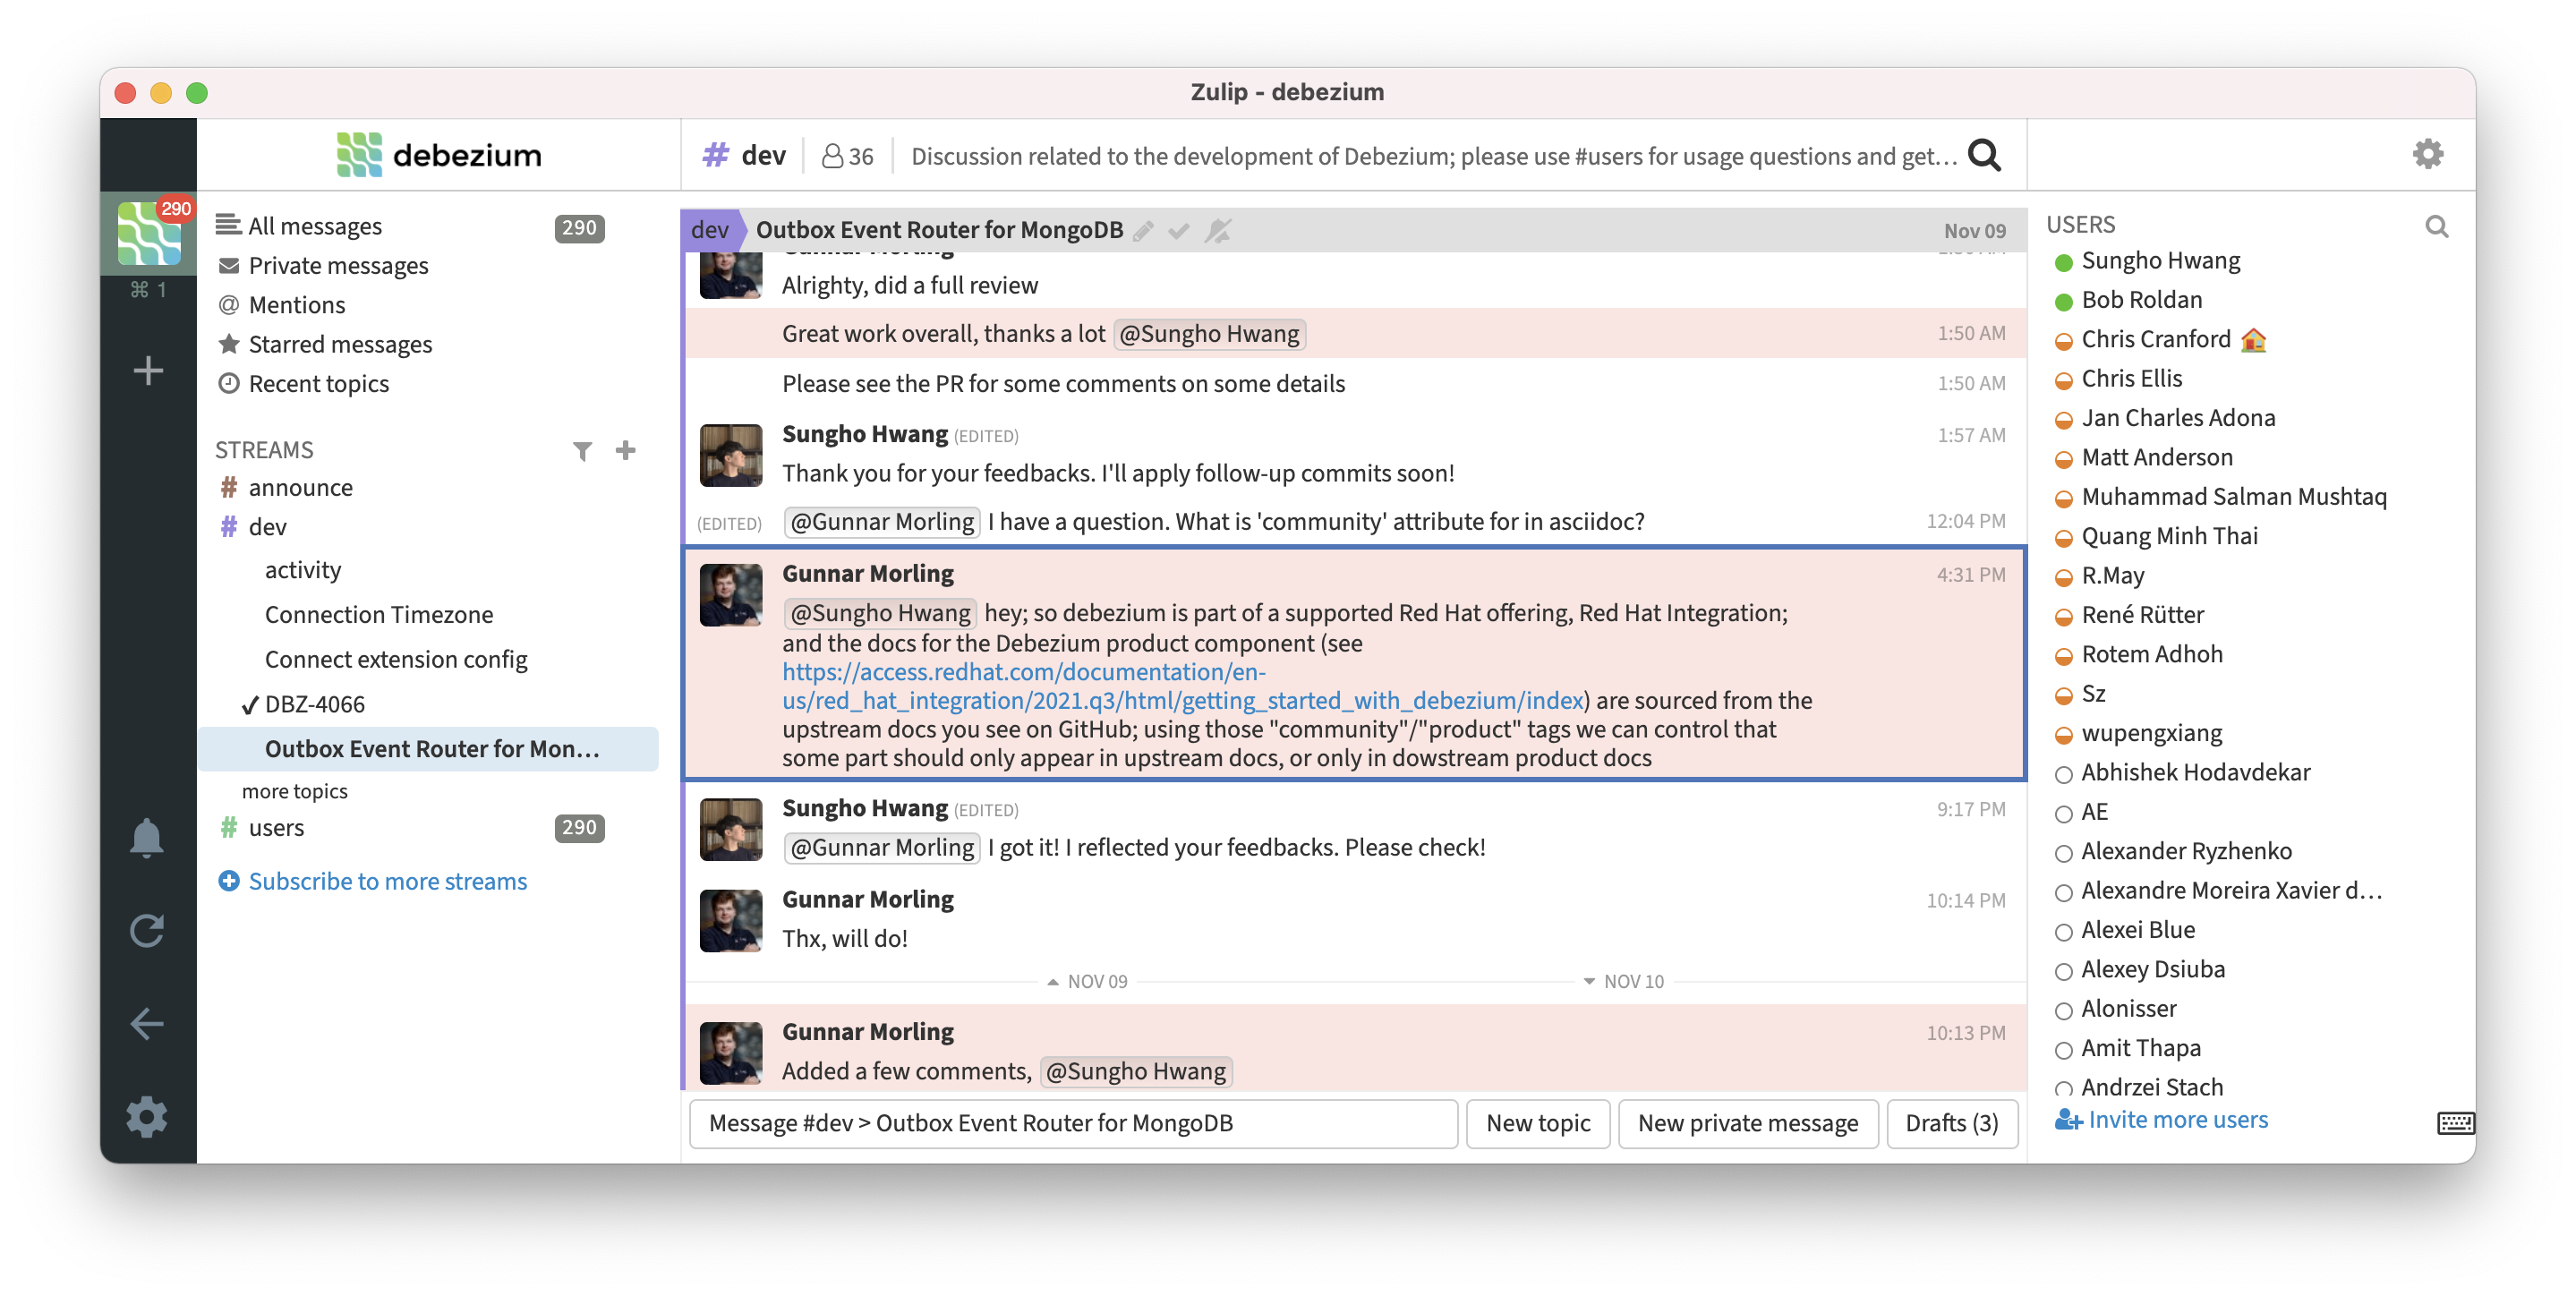 Zulip - debezium
debezium
# dev
36
Discussion related to the development of Debezium; please use #users for usage questions and get…
290
⌘ 1
All messages
290
Private messages
@ Mentions
Starred messages
Recent topics
STREAMS
# announce
# dev
activity
Connection Timezone
Connect extension config
✓ DBZ-4066
Outbox Event Router for Mon…
more topics
# users
290
Subscribe to more streams
dev
Outbox Event Router for MongoDB
Nov 09
Gunnar Morling
Alrighty, did a full review
Great work overall, thanks a lot @Sungho Hwang
1:50 AM
Please see the PR for some comments on some details
1:50 AM
Sungho Hwang (EDITED)
1:57 AM
Thank you for your feedbacks. I'll apply follow-up commits soon!
(EDITED)
@Gunnar Morling I have a question. What is 'community' attribute for in asciidoc?
12:04 PM
Gunnar Morling
4:31 PM
@Sungho Hwang hey; so debezium is part of a supported Red Hat offering, Red Hat Integration;
and the docs for the Debezium product component (see
https://access.redhat.com/documentation/en-
us/red_hat_integration/2021.q3/html/getting_started_with_debezium/index) are sourced from the
upstream docs you see on GitHub; using those "community"/"product" tags we can control that
some part should only appear in upstream docs, or only in dowstream product docs
Sungho Hwang (EDITED)
9:17 PM
@Gunnar Morling I got it! I reflected your feedbacks. Please check!
Gunnar Morling
10:14 PM
Thx, will do!
NOV 09
NOV 10
Gunnar Morling
10:13 PM
Added a few comments, @Sungho Hwang
Message #dev > Outbox Event Router for MongoDB
New topic
New private message
Drafts (3)
USERS
Sungho Hwang
Bob Roldan
Chris Cranford
Chris Ellis
Jan Charles Adona
Matt Anderson
Muhammad Salman Mushtaq
Quang Minh Thai
R.May
René Rütter
Rotem Adhoh
Sz
wupengxiang
Abhishek Hodavdekar
AE
Alexander Ryzhenko
Alexandre Moreira Xavier d…
Alexei Blue
Alexey Dsiuba
Alonisser
Amit Thapa
Andrzei Stach
Invite more users